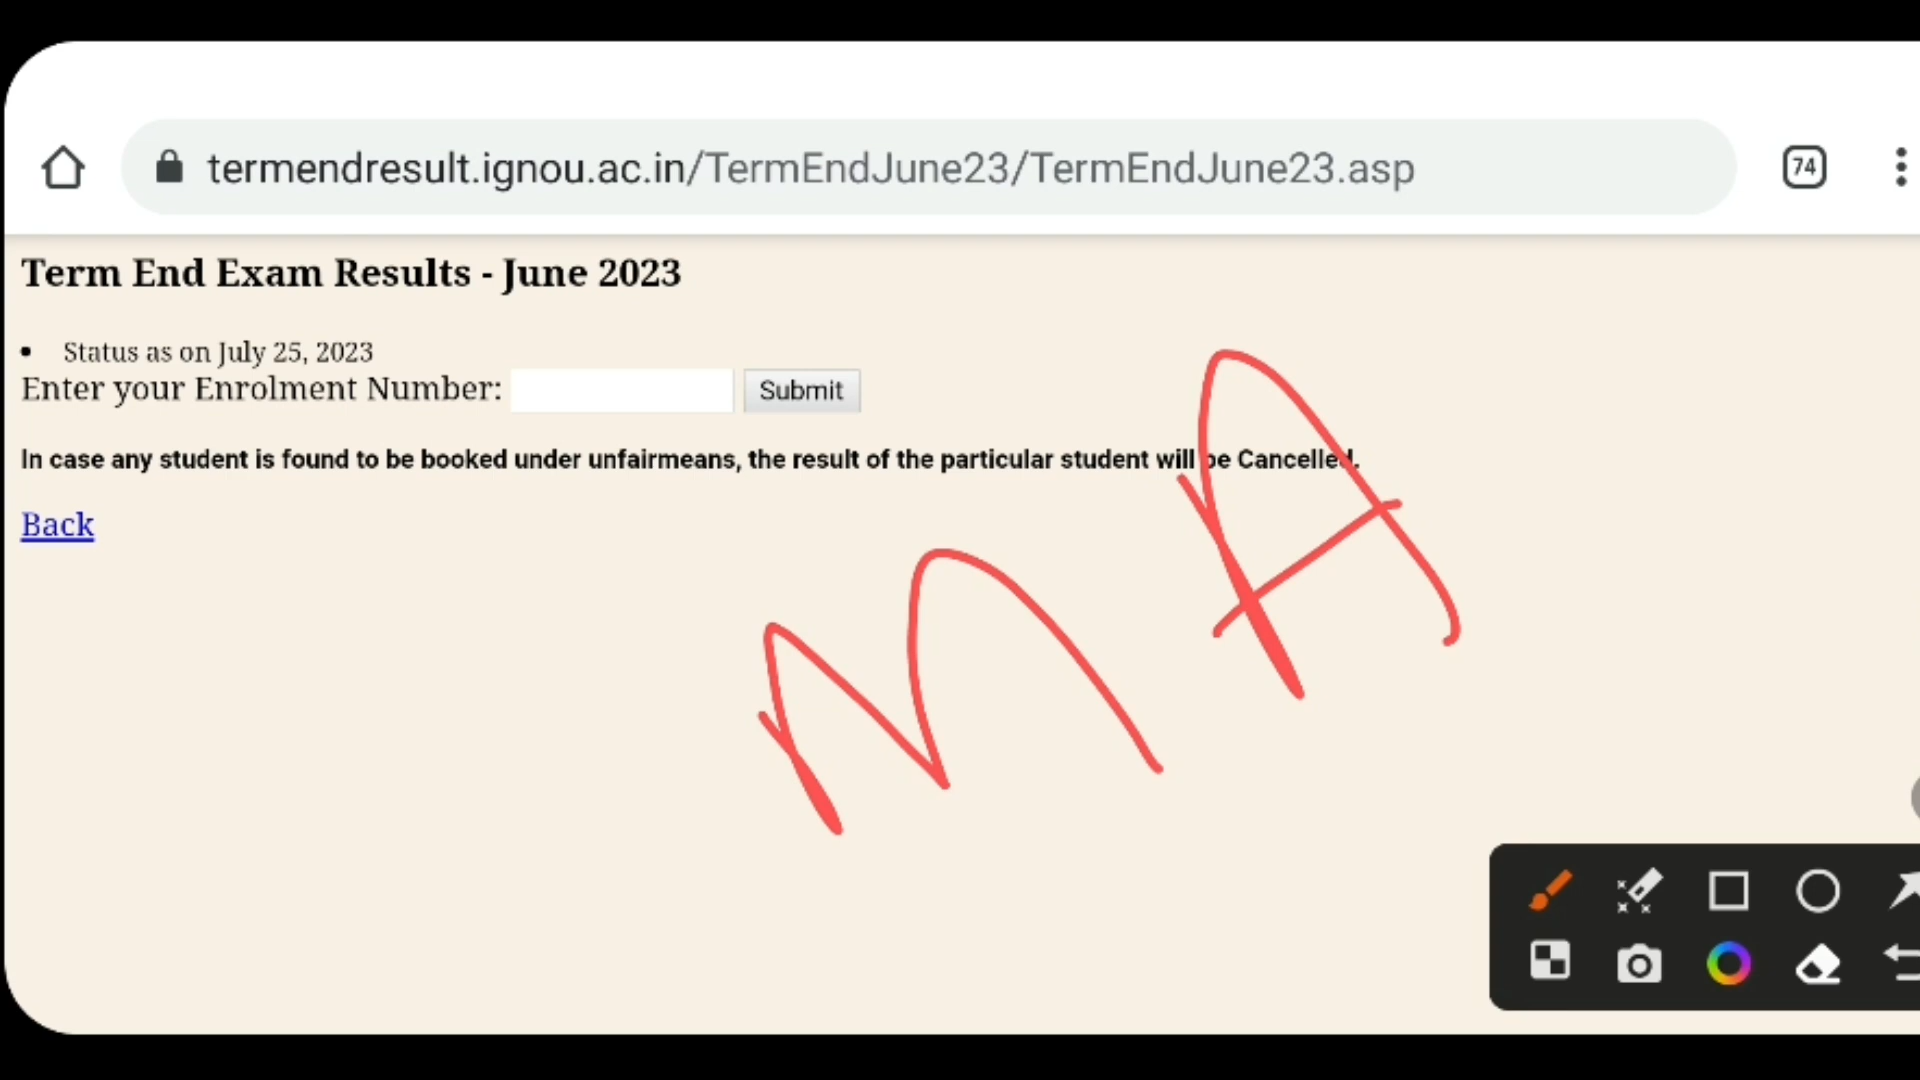 termendresult.ignou.ac.in/TermEndJune23/TermEndJune23.asp
74
Term End Exam Results - June 2023
• Status as on July 25, 2023
Enter your Enrolment Number: Submit
In case any student is found to be booked under unfairmeans, the result of the particular student will be Cancelled.
Back
MA